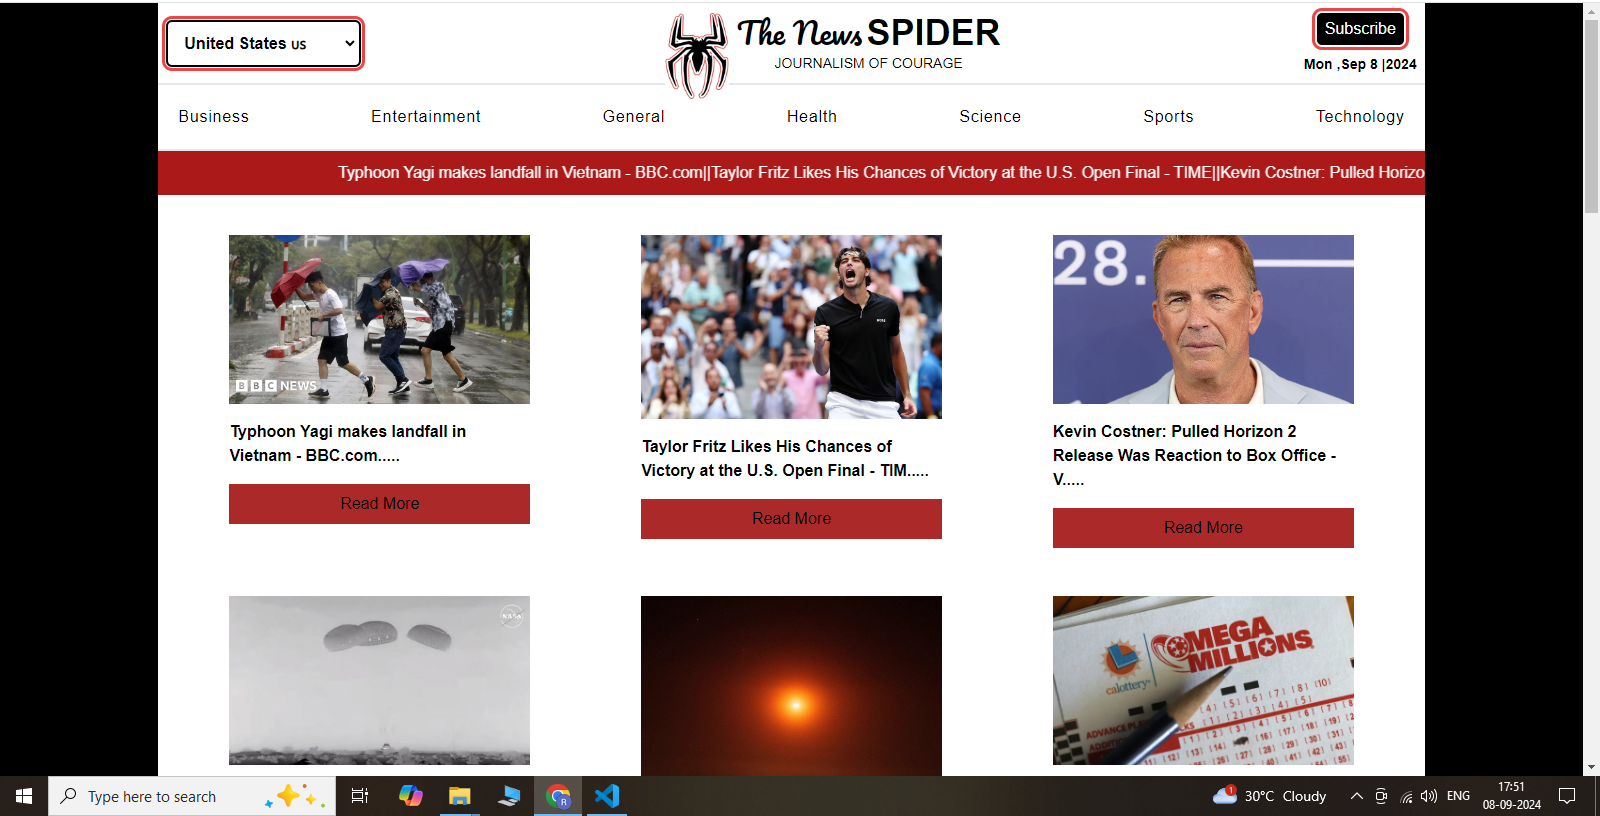 United States US
The News SPIDER
JOURNALISM OF COURAGE
Subscribe
Mon ,Sep 8 |2024
Business Entertainment General Health Science Sports Technology
Typhoon Yagi makes landfall in Vietnam - BBC.com||Taylor Fritz Likes His Chances of Victory at the U.S. Open Final - TIME||Kevin Costner: Pulled Horizo
BBC NEWS
BOSS
28.
Typhoon Yagi makes landfall in
Vietnam - BBC.com.....
Read More
Taylor Fritz Likes His Chances of
Victory at the U.S. Open Final - TIM.....
Read More
Kevin Costner: Pulled Horizon 2
Release Was Reaction to Box Office -
V.....
Read More
NASA
MEGA
MILLIONS
calottery
Type here to search
30°C Cloudy
1
ENG
17:51
08-09-2024